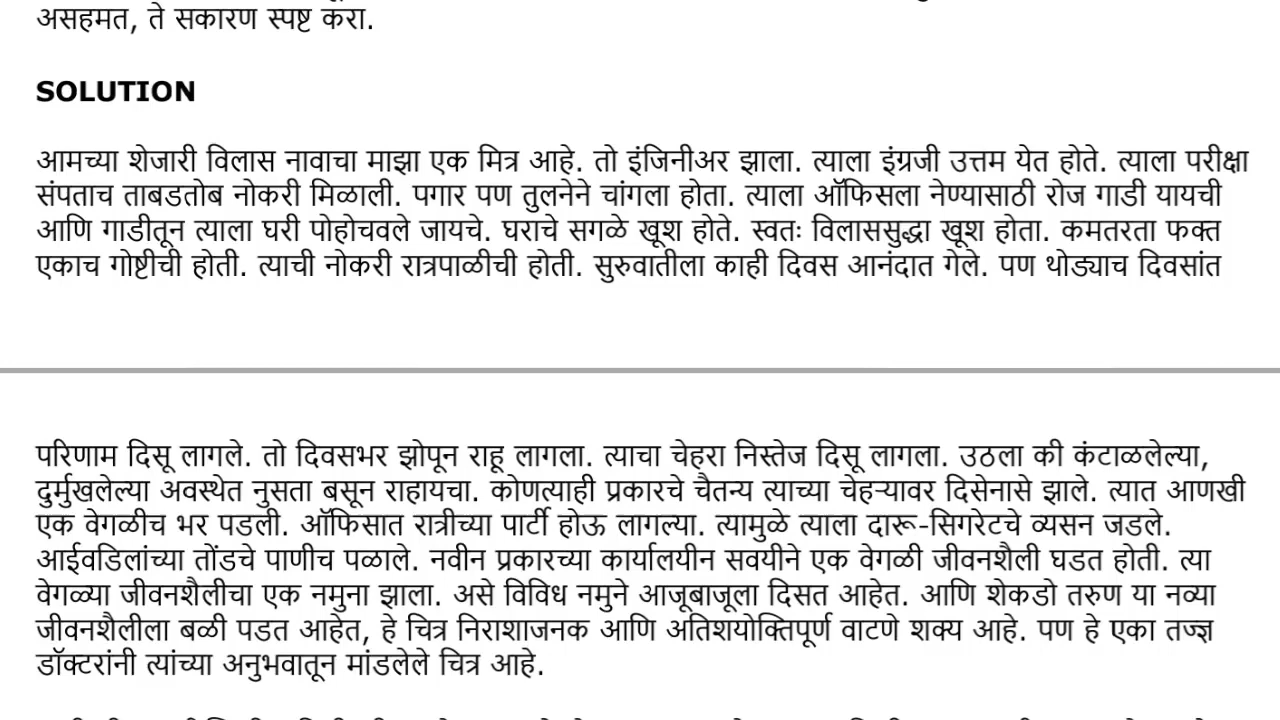 असहमत, ते सकारण स्पष्ट करा.
SOLUTION
आमच्या शेजारी विलास नावाचा माझा एक मित्र आहे. तो इंजिनीअर झाला. त्याला इंग्रजी उत्तम येत होते. त्याला परीक्षा
संपताच ताबडतोब नोकरी मिळाली. पगार पण तुलनेने चांगला होता. त्याला ऑफिसला नेण्यासाठी रोज गाडी यायची
आणि गाडीतून त्याला घरी पोहोचवले जायचे. घराचे सगळे खूश होते. स्वतः विलाससुद्धा खूश होता. कमतरता फक्त
एकाच गोष्टीची होती. त्याची नोकरी रात्रपाळीची होती. सुरुवातीला काही दिवस आनंदात गेले. पण थोड्याच दिवसांत
परिणाम दिसू लागले. तो दिवसभर झोपून राहू लागला. त्याचा चेहरा निस्तेज दिसू लागला. उठला की कंटाळलेल्या,
दुर्मुखलेल्या अवस्थेत नुसता बसून राहायचा. कोणत्याही प्रकारचे चैतन्य त्याच्या चेहऱ्यावर दिसेनासे झाले. त्यात आणखी
एक वेगळीच भर पडली. ऑफिसात रात्रीच्या पार्टी होऊ लागल्या. त्यामुळे त्याला दारू-सिगरेटचे व्यसन जडले.
आईवडिलांच्या तोंडचे पाणीच पळाले. नवीन प्रकारच्या कार्यालयीन सवयीने एक वेगळी जीवनशैली घडत होती. त्या
वेगळ्या जीवनशैलीचा एक नमुना झाला. असे विविध नमुने आजूबाजूला दिसत आहेत. आणि शेकडो तरुण या नव्या
जीवनशैलीला बळी पडत आहेत, हे चित्र निराशाजनक आणि अतिशयोक्तिपूर्ण वाटणे शक्य आहे. पण हे एका तज्ज्ञ
डॉक्टरांनी त्यांच्या अनुभवातून मांडलेले चित्र आहे.